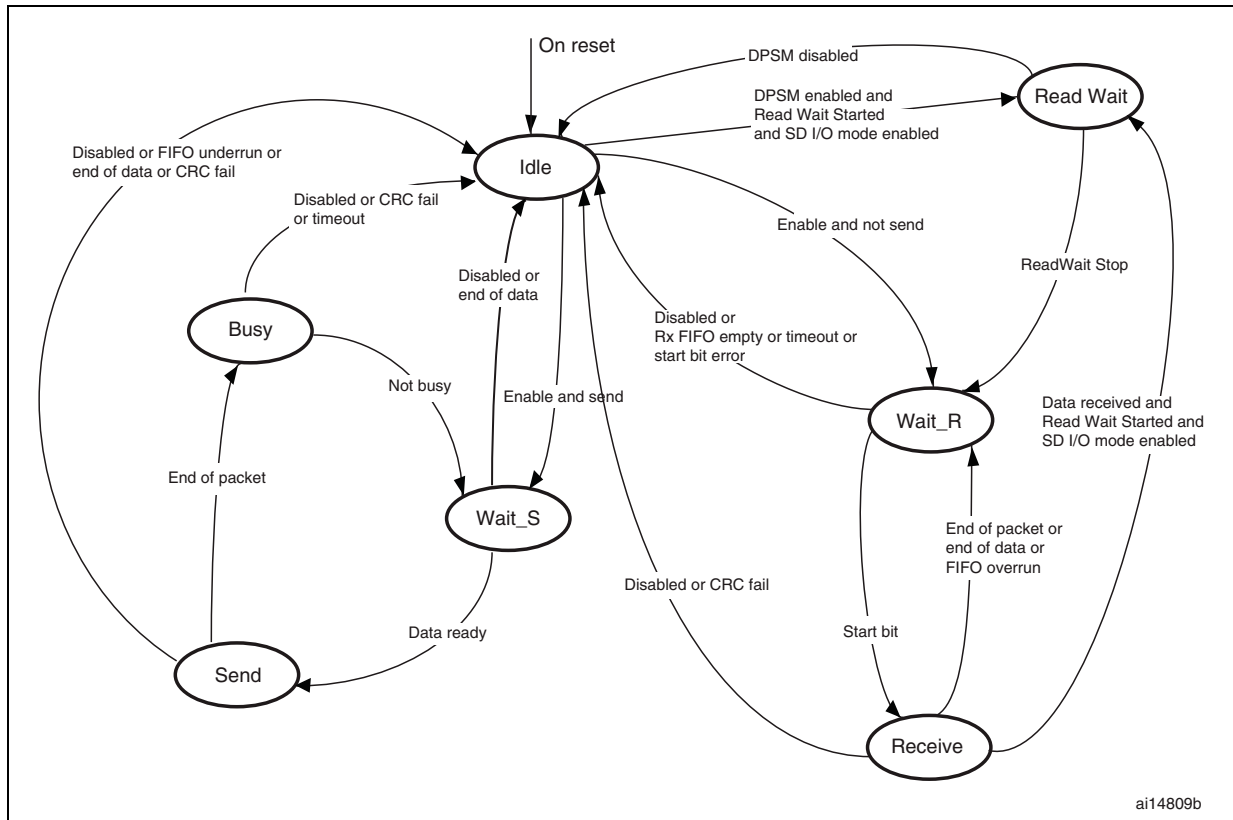 On reset
DPSM disabled
Read Wait
DPSM enabled and
Read Wait Started
and SD I/O mode enabled
Disabled or FIFO underrun or
end of data or CRC fail
Idle
Disabled or CRC fail
or timeout
Enable and not send
ReadWait Stop
Disabled or
end of data
Disabled or
Rx FIFO empty or timeout or
start bit error
Busy
Not busy
Enable and send
Wait_R
Data received and
Read Wait Started and
SD I/O mode enabled
End of packet
Wait_S
End of packet or
end of data or
FIFO overrun
Disabled or CRC fail
Data ready
Start bit
Send
Receive
ai14809b